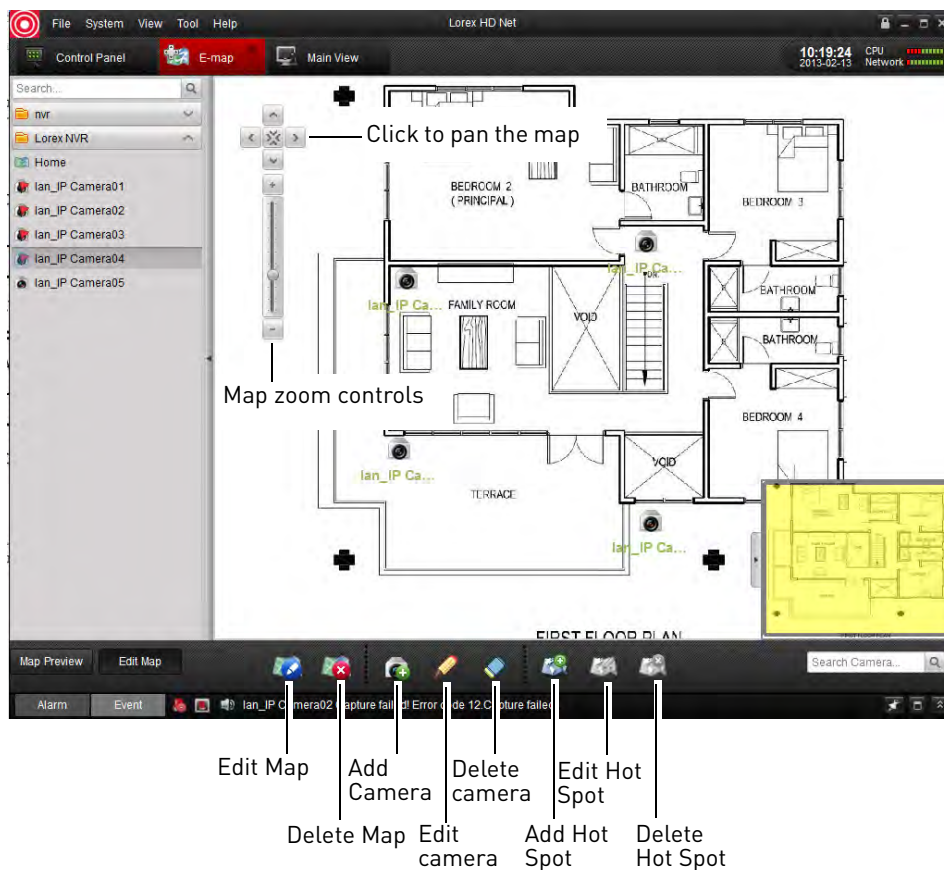 File System View Tool Help
Lorex HD Net
Control Panel
E-map
Main View
10:19:24
2013-02-13
CPU
Network
Search...
nvr
Lorex NVR
Home
Ian_IP Camera01
Ian_IP Camera02
Ian_IP Camera03
Ian_IP Camera04
Ian_IP Camera05
Click to pan the map
Map zoom controls
BEDROOM 2
(PRINCIPAL)
BATHROOM
BEDROOM 3
Ian_IP Ca...
DN.
BATHROOM
Ian_IP Ca...
FAMILY ROOM
VOID
BATHROOM
BEDROOM 4
VOID
Ian_IP Ca...
TERRACE
Ian_IP Ca...
FIRST FLOOR PLAN
Map Preview
Edit Map
Search Camera...
Alarm
Event
Ian_IP Camera02 Capture failed! Error code 12.Capture failed
Edit Map
Add
Camera
Delete
camera
Edit Hot
Spot
Delete Map
Edit
camera
Add Hot
Spot
Delete
Hot Spot